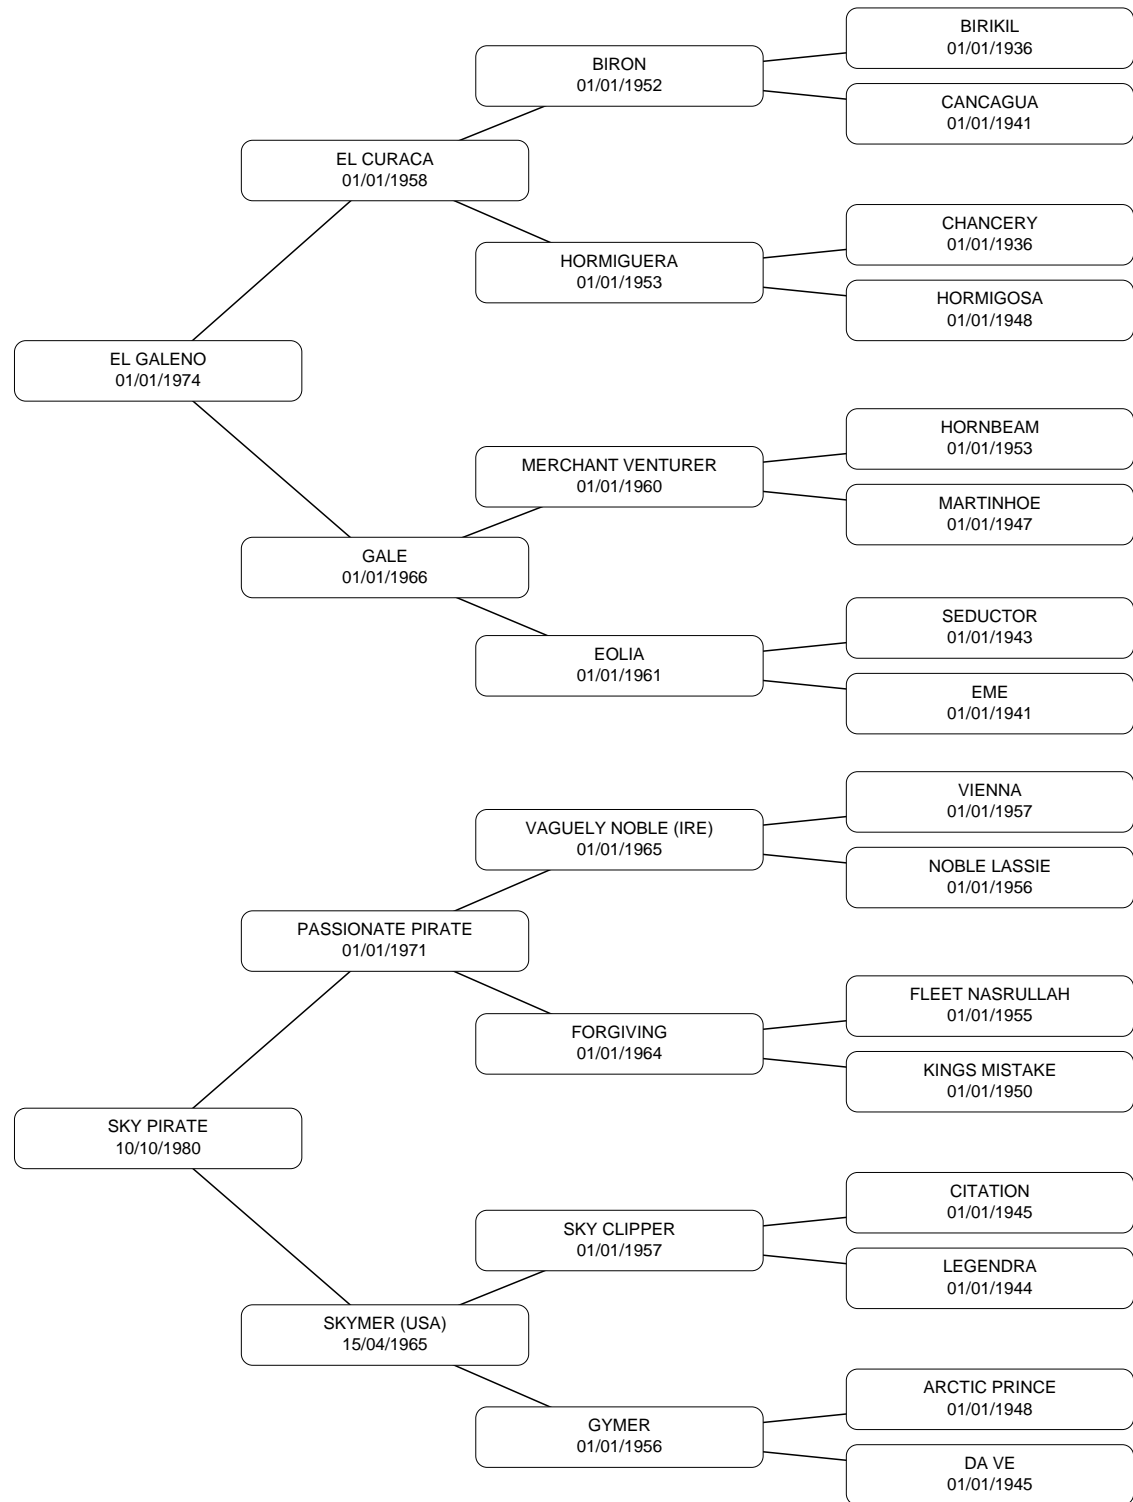 BIRIKIL
01/01/1936
BIRON
01/01/1952
CANCAGUA
01/01/1941
EL CURACA
01/01/1958
CHANCERY
01/01/1936
HORMIGUERA
01/01/1953
HORMIGOSA
01/01/1948
EL GALENO
01/01/1974
HORNBEAM
01/01/1953
MERCHANT VENTURER
01/01/1960
MARTINHOE
01/01/1947
GALE
01/01/1966
SEDUCTOR
01/01/1943
EOLIA
01/01/1961
EME
01/01/1941
VIENNA
01/01/1957
VAGUELY NOBLE (IRE)
01/01/1965
NOBLE LASSIE
01/01/1956
PASSIONATE PIRATE
01/01/1971
FLEET NASRULLAH
01/01/1955
FORGIVING
01/01/1964
KINGS MISTAKE
01/01/1950
SKY PIRATE
10/10/1980
CITATION
01/01/1945
SKY CLIPPER
01/01/1957
LEGENDRA
01/01/1944
SKYMER (USA)
15/04/1965
ARCTIC PRINCE
01/01/1948
GYMER
01/01/1956
DA VE
01/01/1945